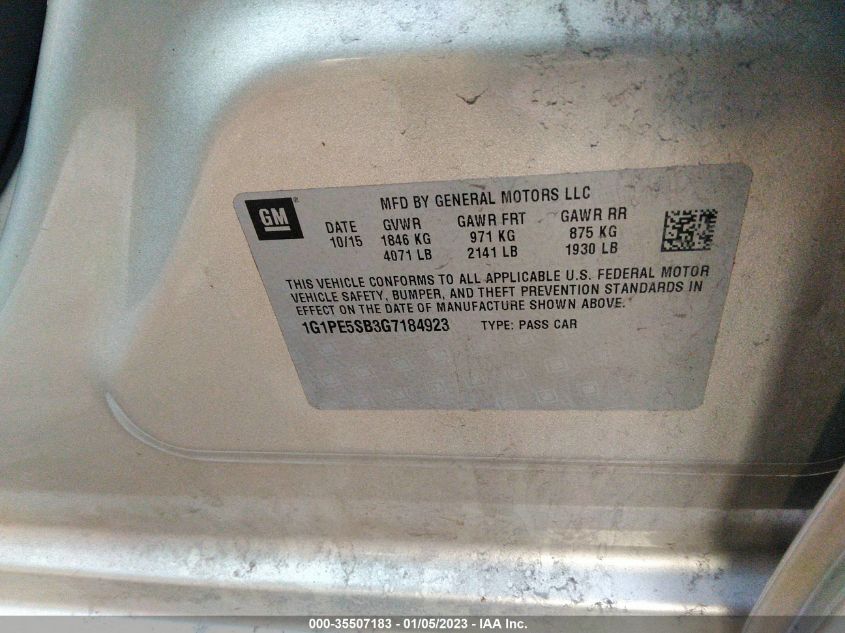 GM
MFD BY GENERAL MOTORS LLC
DATE GVWR GAWR FRT GAWR RR
10/15 1846 KG 971 KG 875 KG
4071 LB 2141 LB 1930 LB
THIS VEHICLE CONFORMS TO ALL APPLICABLE U.S. FEDERAL MOTOR
VEHICLE SAFETY, BUMPER, AND THEFT PREVENTION STANDARDS IN
EFFECT ON THE DATE OF MANUFACTURE SHOWN ABOVE.
1G1PE5SB3G7184923 TYPE: PASS CAR
000-35507183 - 01/05/2023 - IAA Inc.